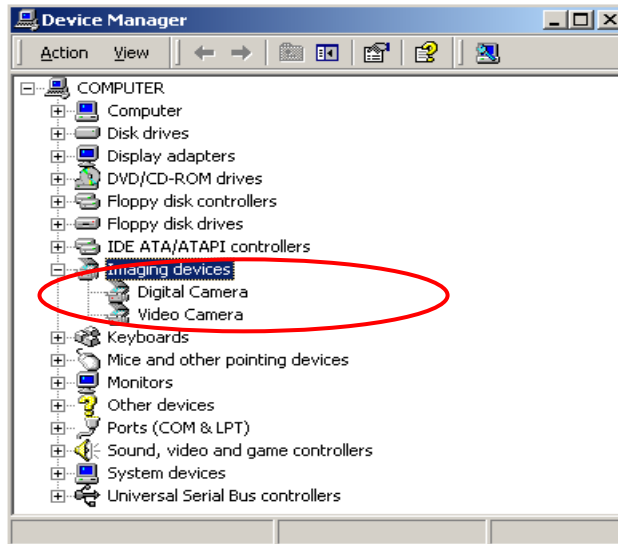 Device Manager
Action View
COMPUTER
Computer
Disk drives
Display adapters
DVD/CD-ROM drives
Floppy disk controllers
Floppy disk drives
IDE ATA/ATAPI controllers
Imaging devices
Digital Camera
Video Camera
Keyboards
Mice and other pointing devices
Monitors
Other devices
Ports (COM & LPT)
Sound, video and game controllers
System devices
Universal Serial Bus controllers